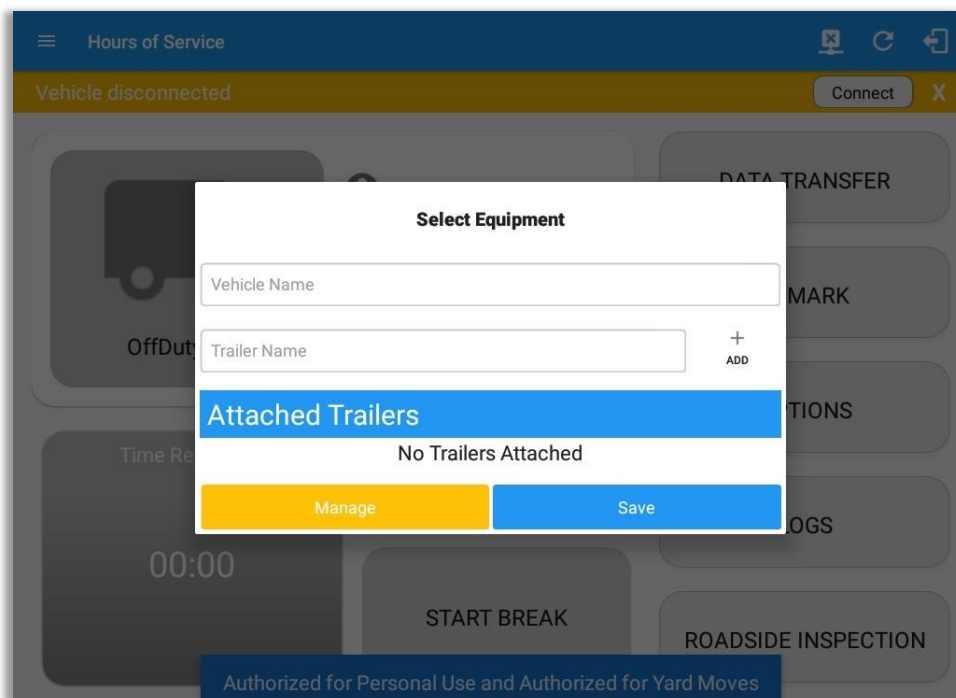 Hours of Service
Vehicle disconnected
Connect
X
DATA TRANSFER
Select Equipment
Vehicle Name
MARK
OffDut
Trailer Name
+
ADD
Attached Trailers
TIONS
Time Re
No Trailers Attached
Manage
Save
LOGS
00:00
START BREAK
ROADSIDE INSPECTION
Authorized for Personal Use and Authorized for Yard Moves